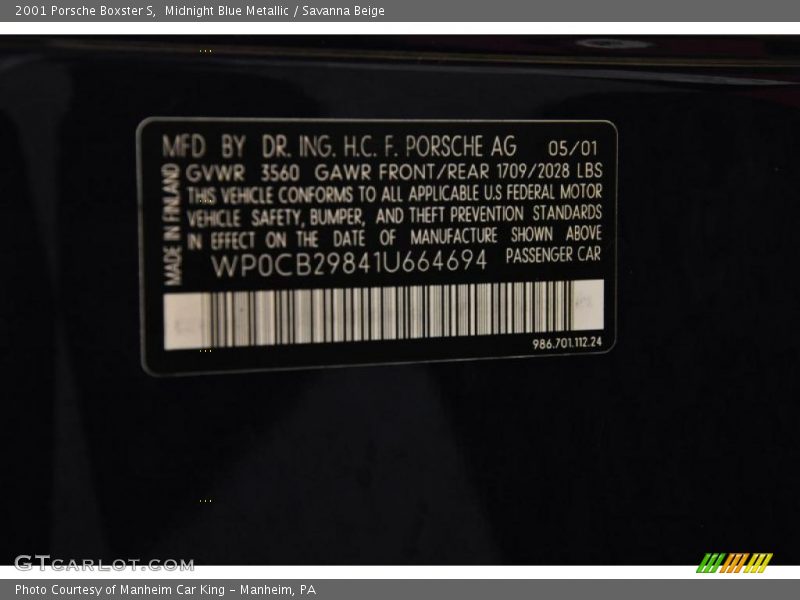 2001 Porsche Boxster S,  Midnight Blue Metallic / Savanna Beige
MFD BY DR. ING. H.C. F. PORSCHE AG 05/01
GVWR 3560 GAWR FRONT/REAR 1709/2028 LBS
THIS VEHICLE CONFORMS TO ALL APPLICABLE U.S FEDERAL MOTOR
VEHICLE SAFETY, BUMPER, AND THEFT PREVENTION STANDARDS
IN EFFECT ON THE DATE OF MANUFACTURE SHOWN ABOVE
WP0CB29841U664694 PASSENGER CAR
MADE IN FINLAND
986.701.112.24
GTCARLOT.COM
Photo Courtesy of Manheim Car King - Manheim, PA